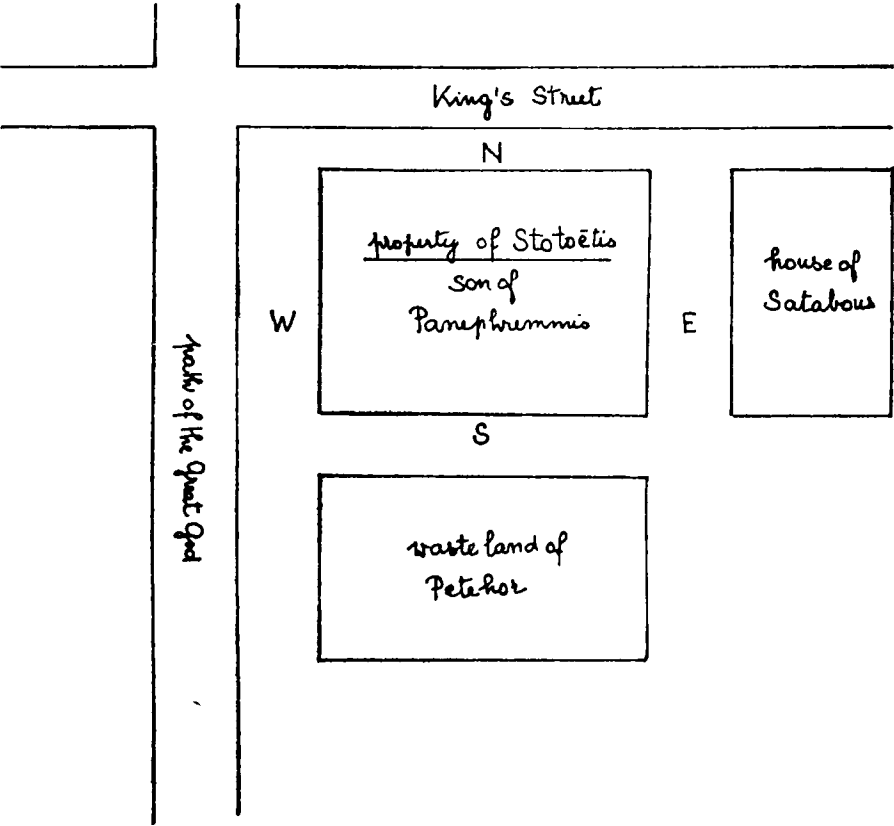 King's Street
N
property of Stotoëtis
son of
Panephremmis
house of
Satabous
W
E
path of the Great God
S
waste land of
Petehor